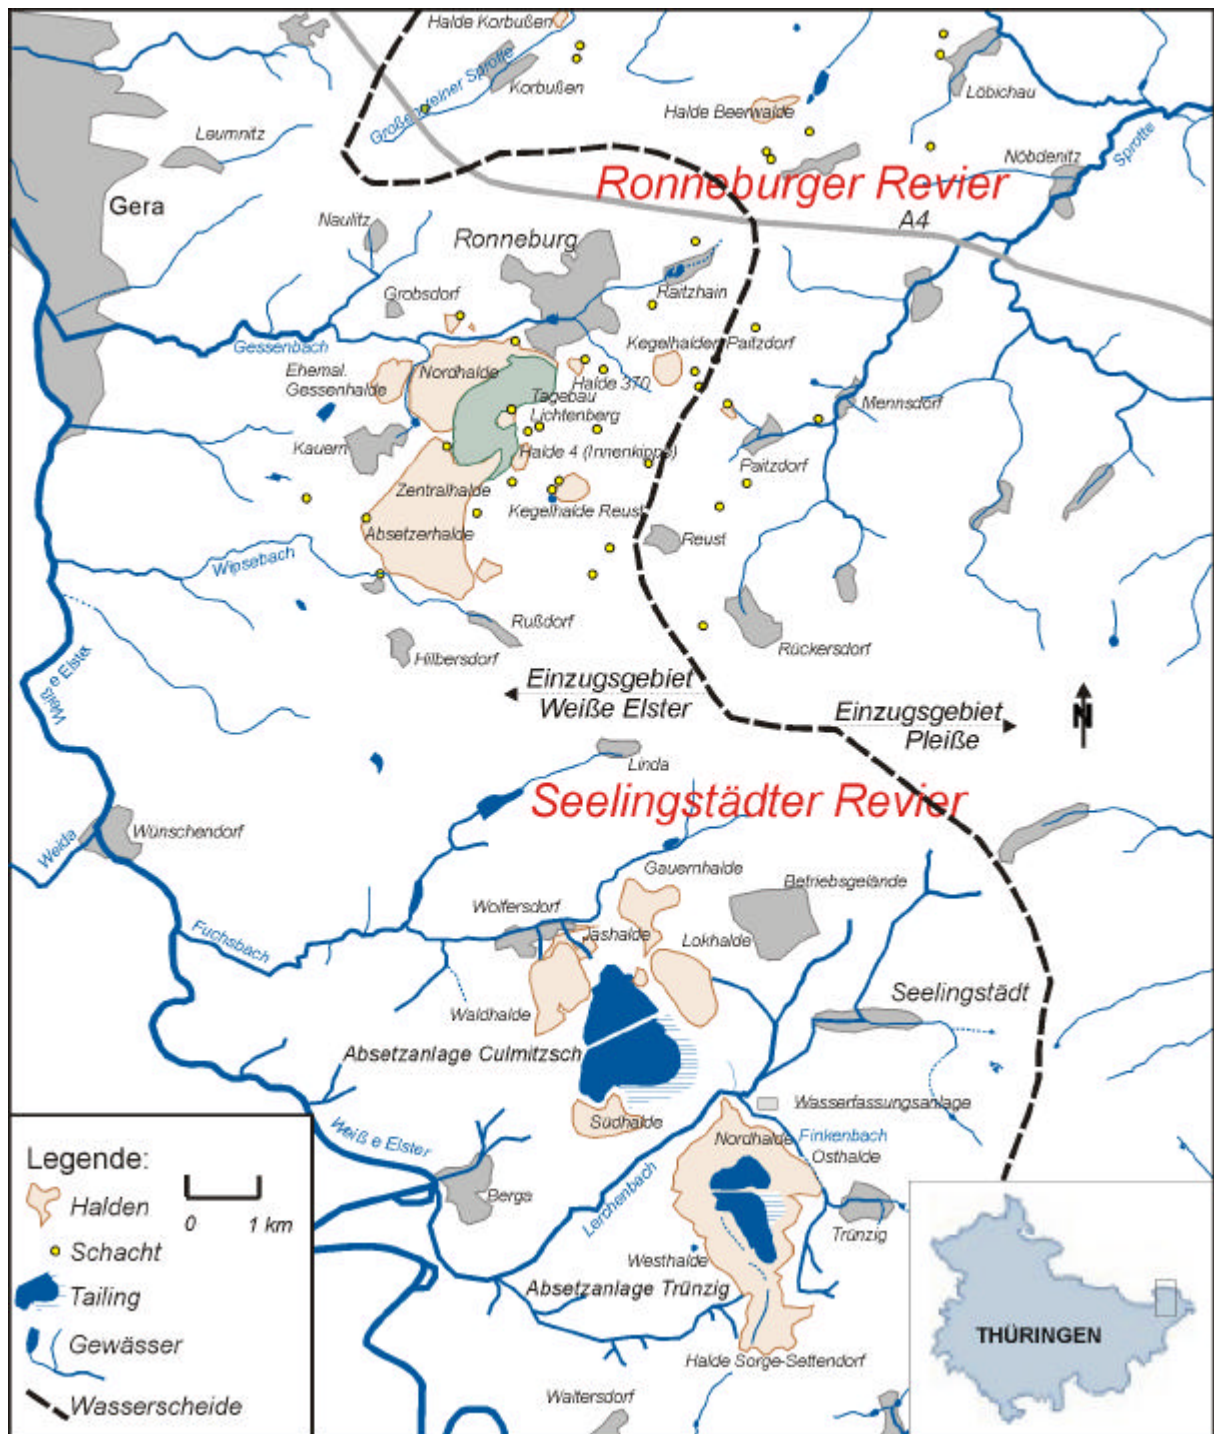 Halde Korbußen
Großensteiner Sprotte
Korbußen
Löbichau
Halde Beerwalde
Leumnitz
Sprotte
Nöbdenitz
Ronneburger Revier
Gera
A4
Naulitz
Ronneburg
Raitzhain
Grobsdorf
Gessenbach
Kegelhalden Paitzdorf
Ehemal.
Gessenhalde
Nordhalde
Halde 370
Tagebau
Lichtenberg
Mennsdorf
Kauern
Halde 4 (Innenkippe)
Paitzdorf
Zentralhalde
Kegelhalde Reust
Absetzerhalde
Reust
Wipsebach
Rußdorf
Hilbersdorf
Rückersdorf
Weiß e Elster
Einzugsgebiet
Weiße Elster
Einzugsgebiet
Pleiße
N
Linda
Seelingstädter Revier
Weida
Wünschendorf
Gauernhalde
Betriebsgelände
Wolfersdorf
Jashalde
Lokhalde
Fuchsbach
Seelingstädt
Waldhalde
Absetzanlage Culmitzsch
Wasserfassungsanlage
Südhalde
Nordhalde
Finkenbach
Osthalde
Weiß e Elster
Berga
Lerchenbach
Trünzig
Westhalde
Absetzanlage Trünzig
Halde Sorge-Settendorf
Waltersdorf
Legende:
Halden
0 1 km
Schacht
Tailing
Gewässer
Wasserscheide
THÜRINGEN